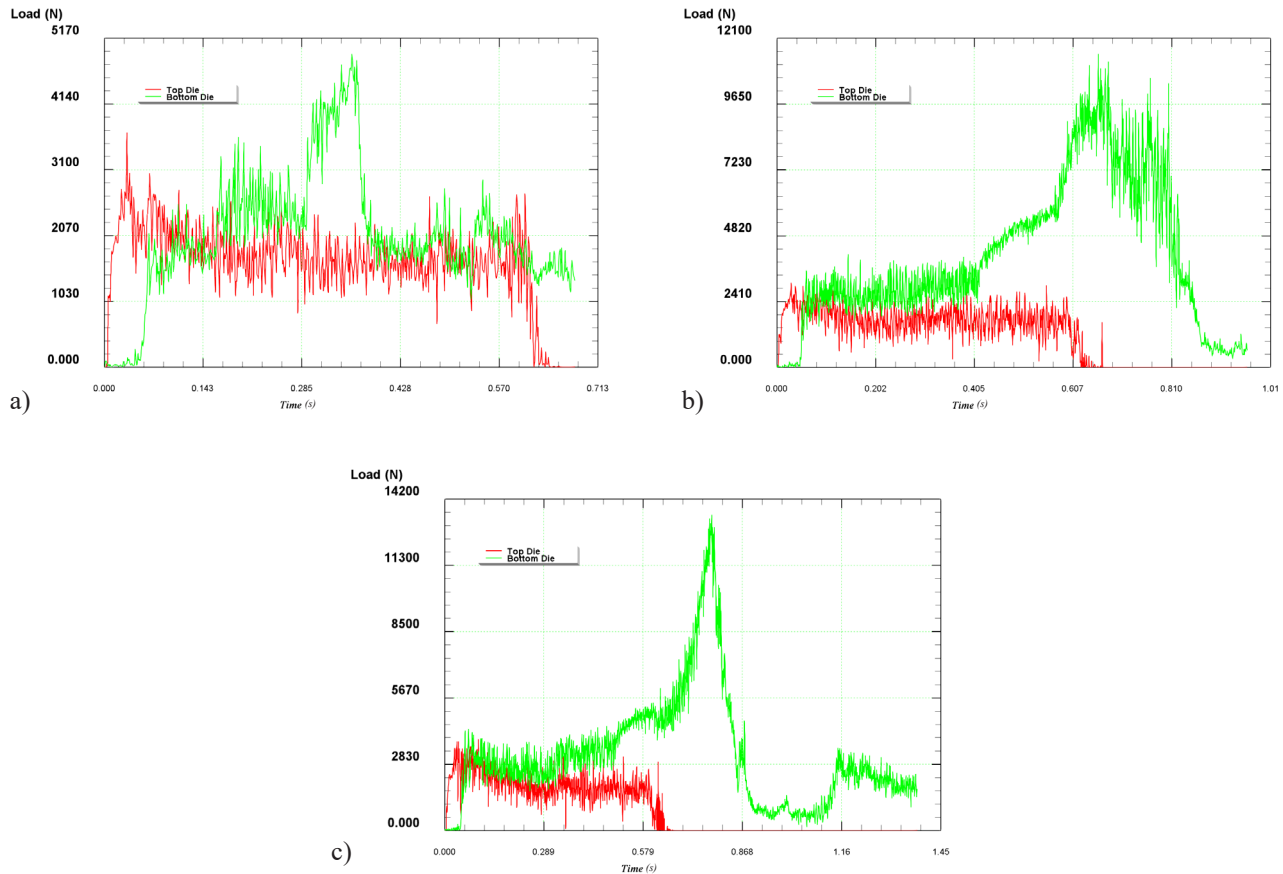 Load (N)
5170
4140
3100
2070
1030
0.000
Top Die
Bottom Die
0.000 0.143 0.285 0.428 0.570 0.713
Time (s)
a)
Load (N)
12100
9650
7230
4820
2410
0.000
Top Die
Bottom Die
0.000 0.202 0.405 0.607 0.810 1.01
Time (s)
b)
Load (N)
14200
11300
8500
5670
2830
0.000
Top Die
Bottom Die
0.000 0.289 0.579 0.868 1.16 1.45
Time (s)
c)